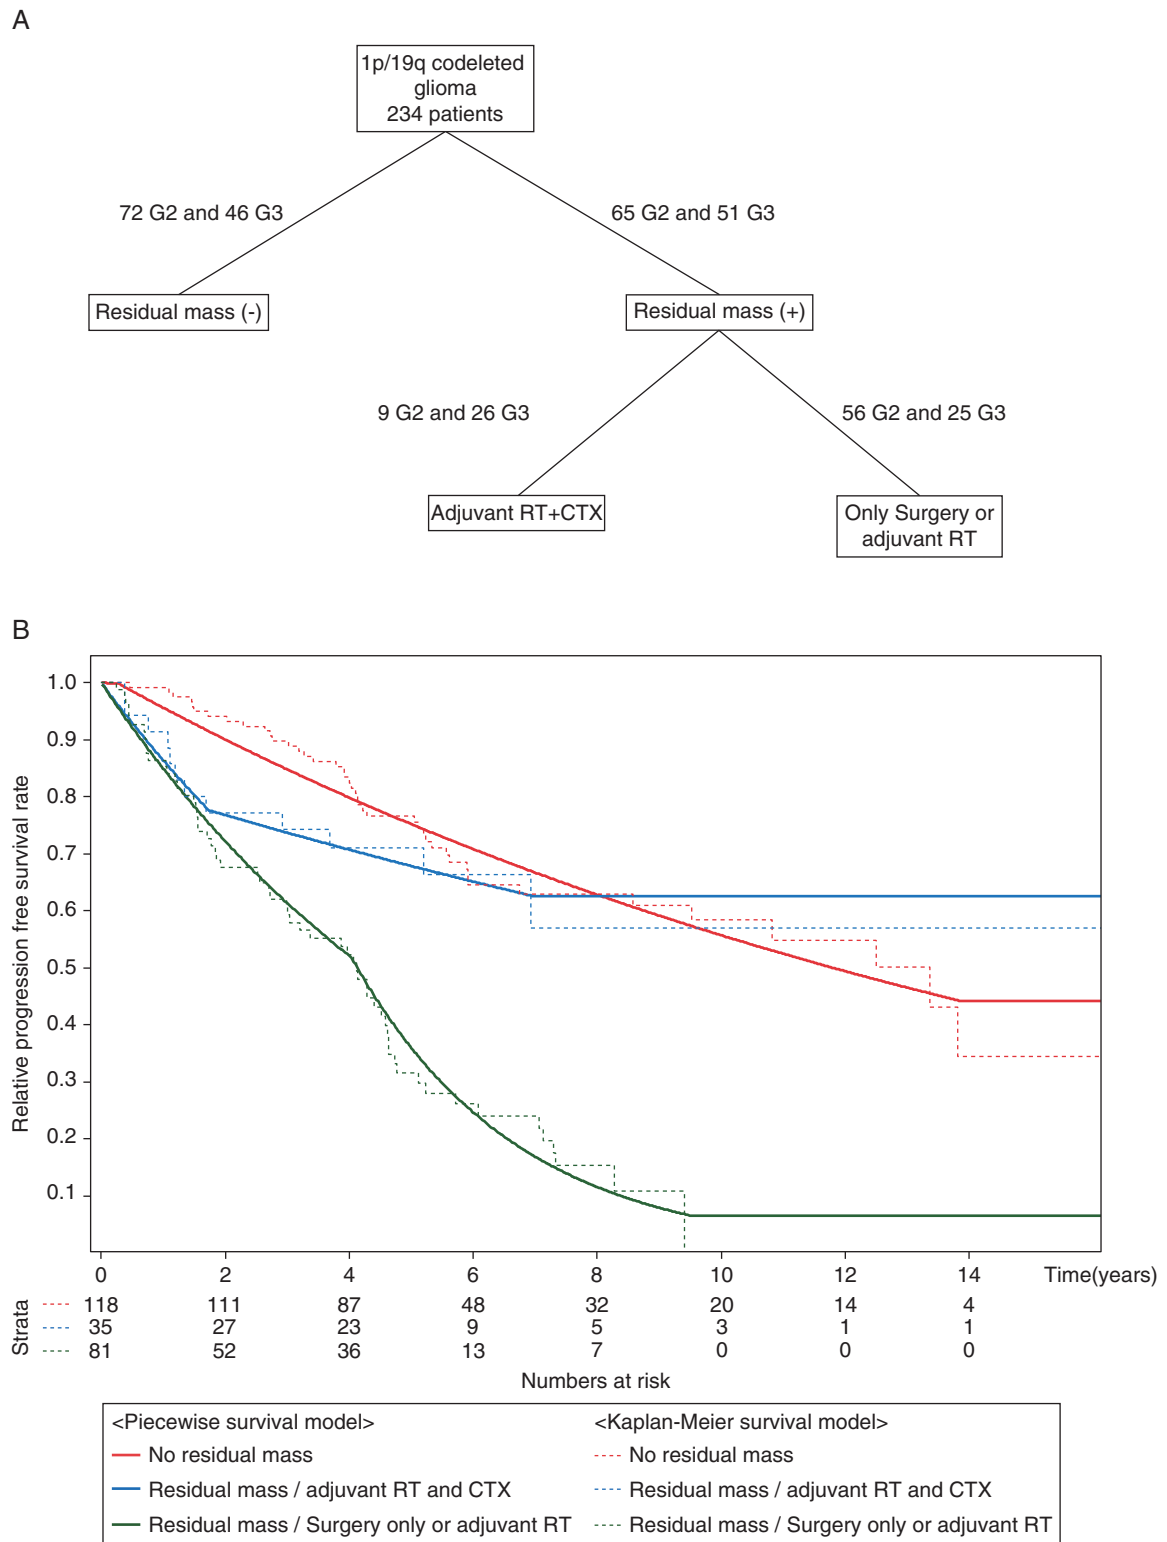 A
1p/19q codeleted
glioma
234 patients
72 G2 and 46 G3
65 G2 and 51 G3
Residual mass (-)
Residual mass (+)
9 G2 and 26 G3
56 G2 and 25 G3
Adjuvant RT+CTX
Only Surgery or
adjuvant RT
B
Relative progression free survival rate
1.0
0.9
0.8
0.7
0.6
0.5
0.4
0.3
0.2
0.1
0 2 4 6 8 10 12 14 Time(years)
Strata
118 111 87 48 32 20 14 4
35 27 23 9 5 3 1 1
81 52 36 13 7 0 0 0
Numbers at risk
<Piecewise survival model> <Kaplan-Meier survival model>
No residual mass No residual mass
Residual mass / adjuvant RT and CTX Residual mass / adjuvant RT and CTX
Residual mass / Surgery only or adjuvant RT Residual mass / Surgery only or adjuvant RT